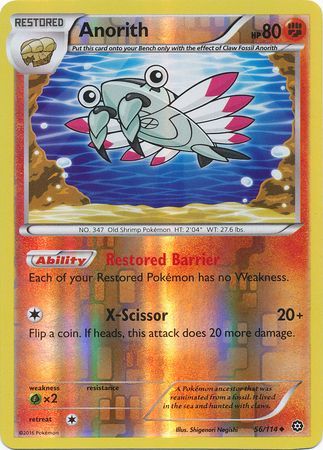 RESTORED
Anorith
HP80
Put this card onto your Bench only with the effect of Claw Fossil Anorith
NO. 347 Old Shrimp Pokémon. HT: 2'04" WT: 27.6 lbs.
Ability Restored Barrier
Each of your Restored Pokémon has no Weakness.
X-Scissor 20+
Flip a coin. If heads, this attack does 20 more damage.
weakness resistance
×2
retreat
A Pokémon ancestor that was
reanimated from a fossil. It lived
in the sea and hunted with claws.
©2016 Pokémon
Illus. Shigenori Negishi
56/114